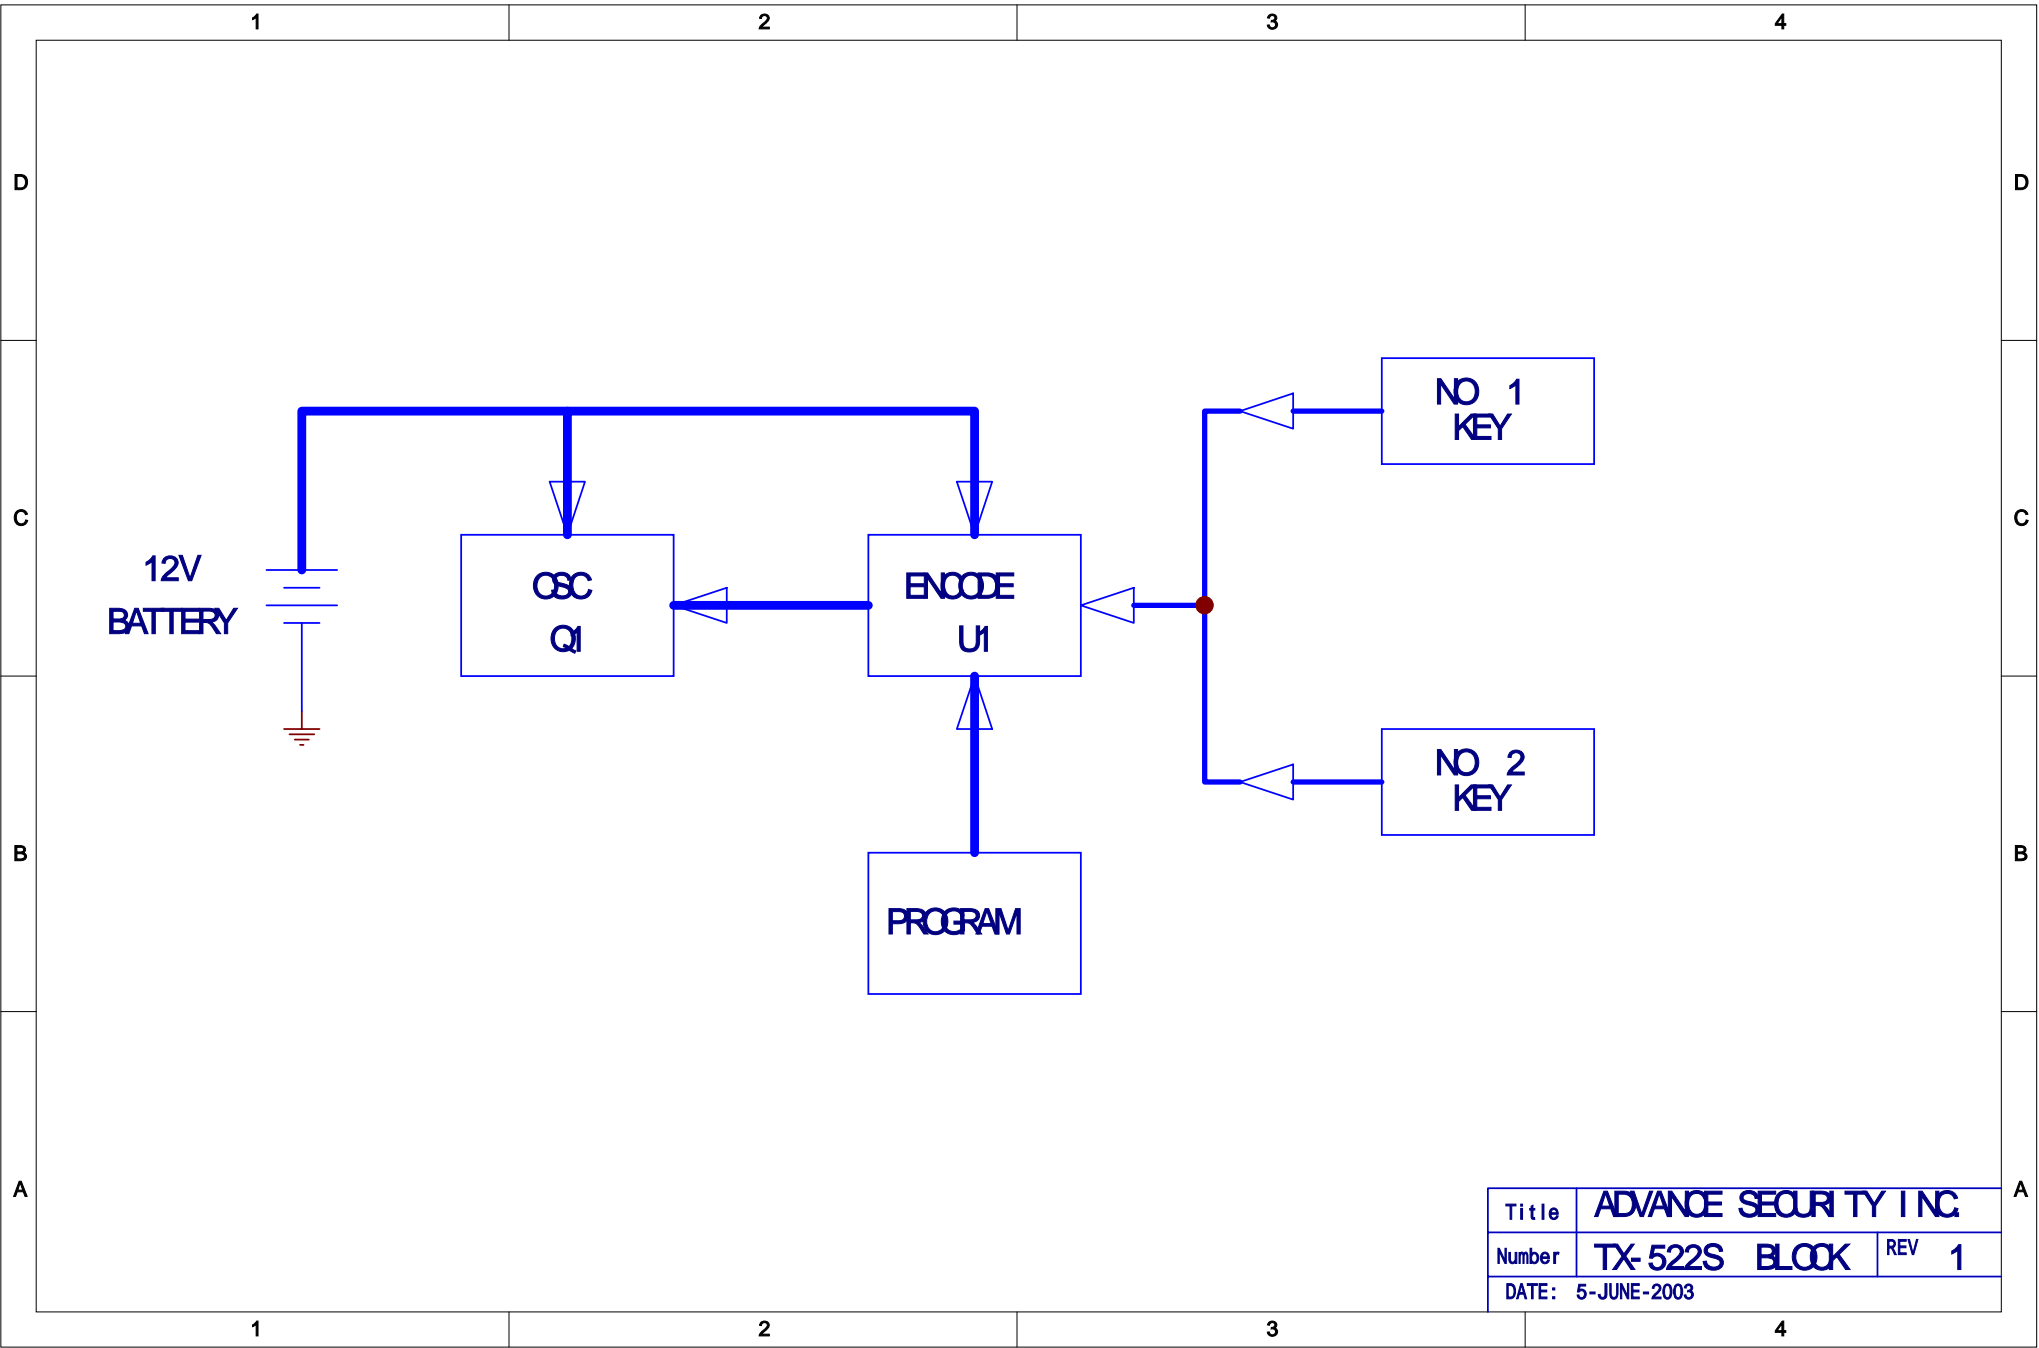 1 2 3 4
D D
NO 1
KEY
C C
12V
BATTERY
OSC
Q1
ENCODE
U1
NO 2
KEY
B B
PROGRAM
A A
Title ADVANCE SECURITY INC.
Number TX-522S BLOCK REV 1
DATE: 5-JUNE-2003
1 2 3 4